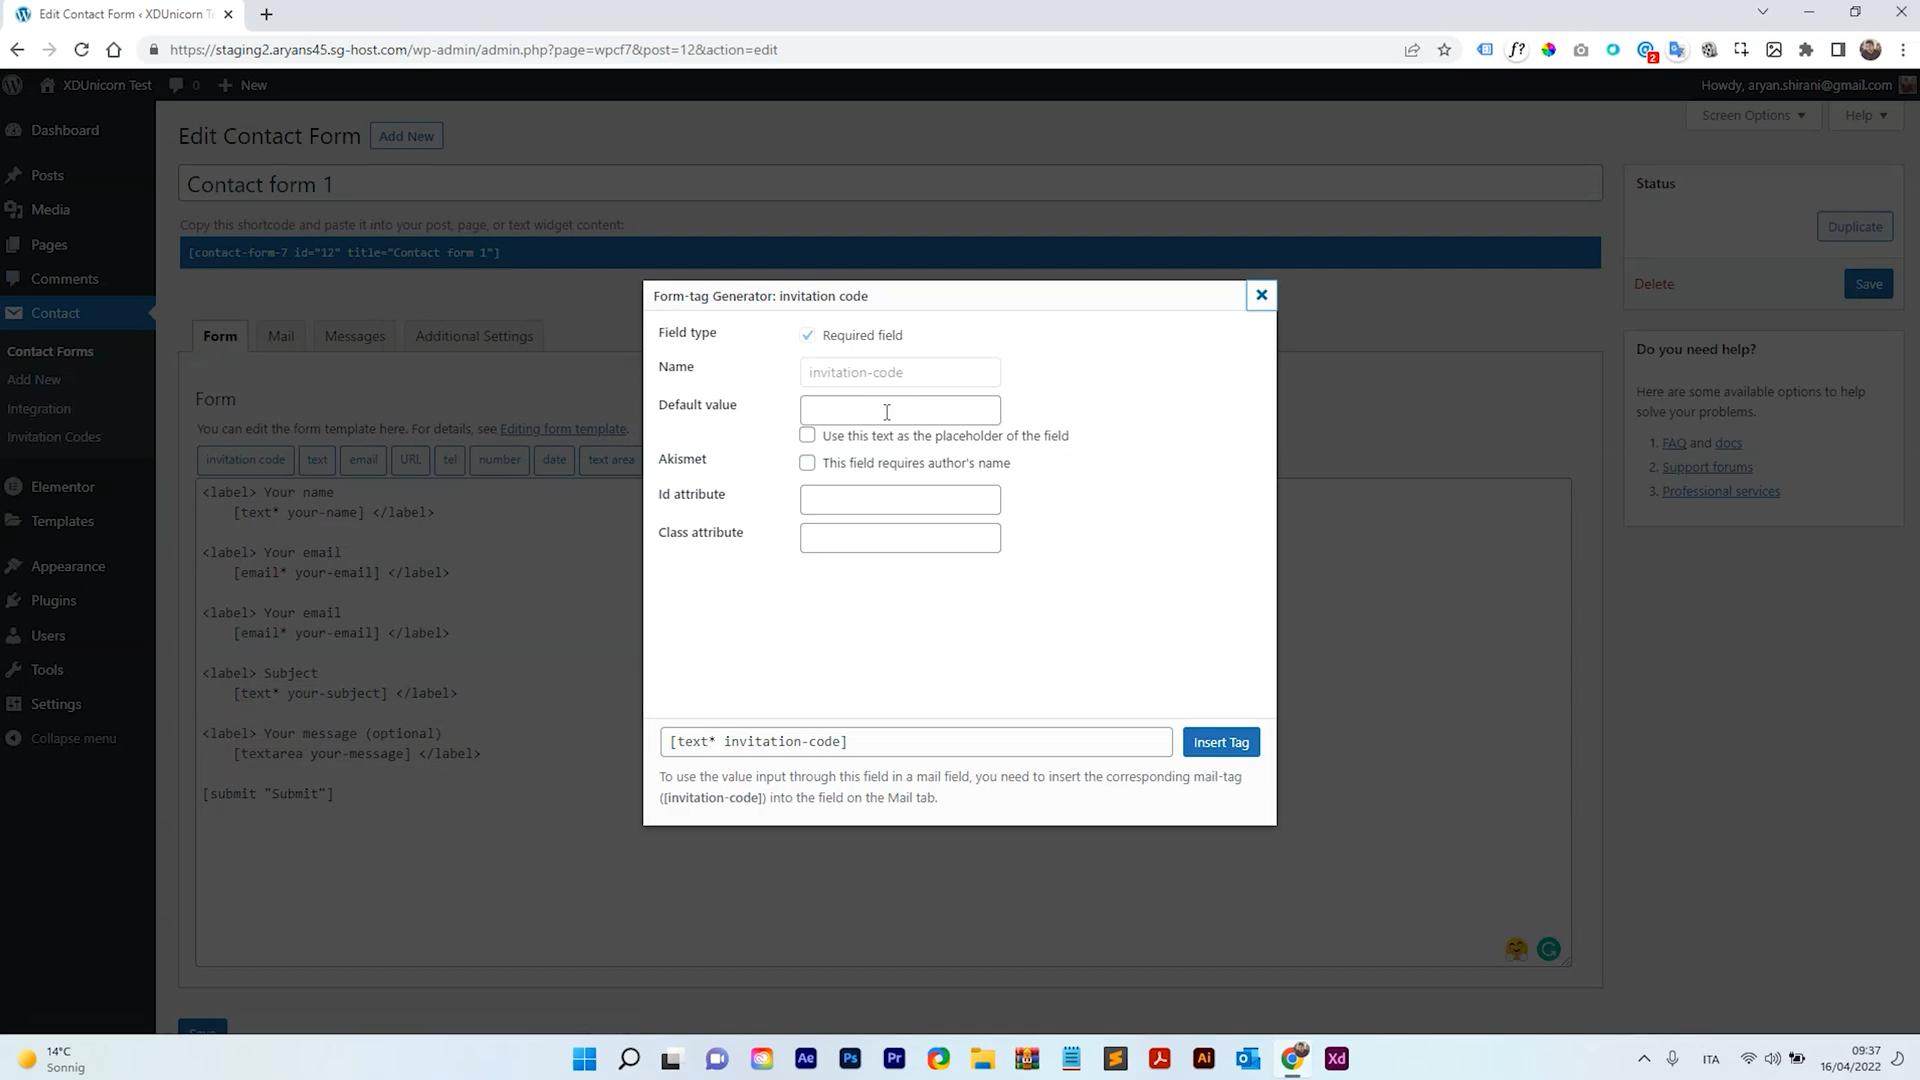 Edit Contact Form ‹ XDUnicorn T
https://staging2.aryans45.sg-host.com/wp-admin/admin.php?page=wpcf7&post=12&action=edit
f?
2
XDUnicorn Test
0
New
Howdy, aryan.shirani@gmail.com
Dashboard
Posts
Media
Pages
Comments
Contact
Contact Forms
Add New
Integration
Invitation Codes
Elementor
Templates
Appearance
Plugins
Users
Tools
Settings
Collapse menu
Screen Options
Help
Edit Contact Form
Add New
Contact form 1
Copy this shortcode and paste it into your post, page, or text widget content:
[contact-form-7 id="12" title="Contact form 1"]
Form
Mail
Messages
Additional Settings
Form
You can edit the form template here. For details, see Editing form template.
invitation code
text
email
URL
tel
number
date
text area
<label> Your name
[text* your-name] </label>
<label> Your email
[email* your-email] </label>
<label> Your email
[email* your-email] </label>
<label> Subject
[text* your-subject] </label>
<label> Your message (optional)
[textarea your-message] </label>
[submit "Submit"]
Form-tag Generator: invitation code
Field type
Required field
Name
invitation-code
Default value
Use this text as the placeholder of the field
Akismet
This field requires author's name
Id attribute
Class attribute
[text* invitation-code]
Insert Tag
To use the value input through this field in a mail field, you need to insert the corresponding mail-tag
([invitation-code]) into the field on the Mail tab.
Status
Duplicate
Delete
Save
Do you need help?
Here are some available options to help
solve your problems.
1. FAQ and docs
2. Support forums
3. Professional services
14°C
Sonnig
Ae
Ps
Pr
Ai
Xd
ITA
09:37
16/04/2022